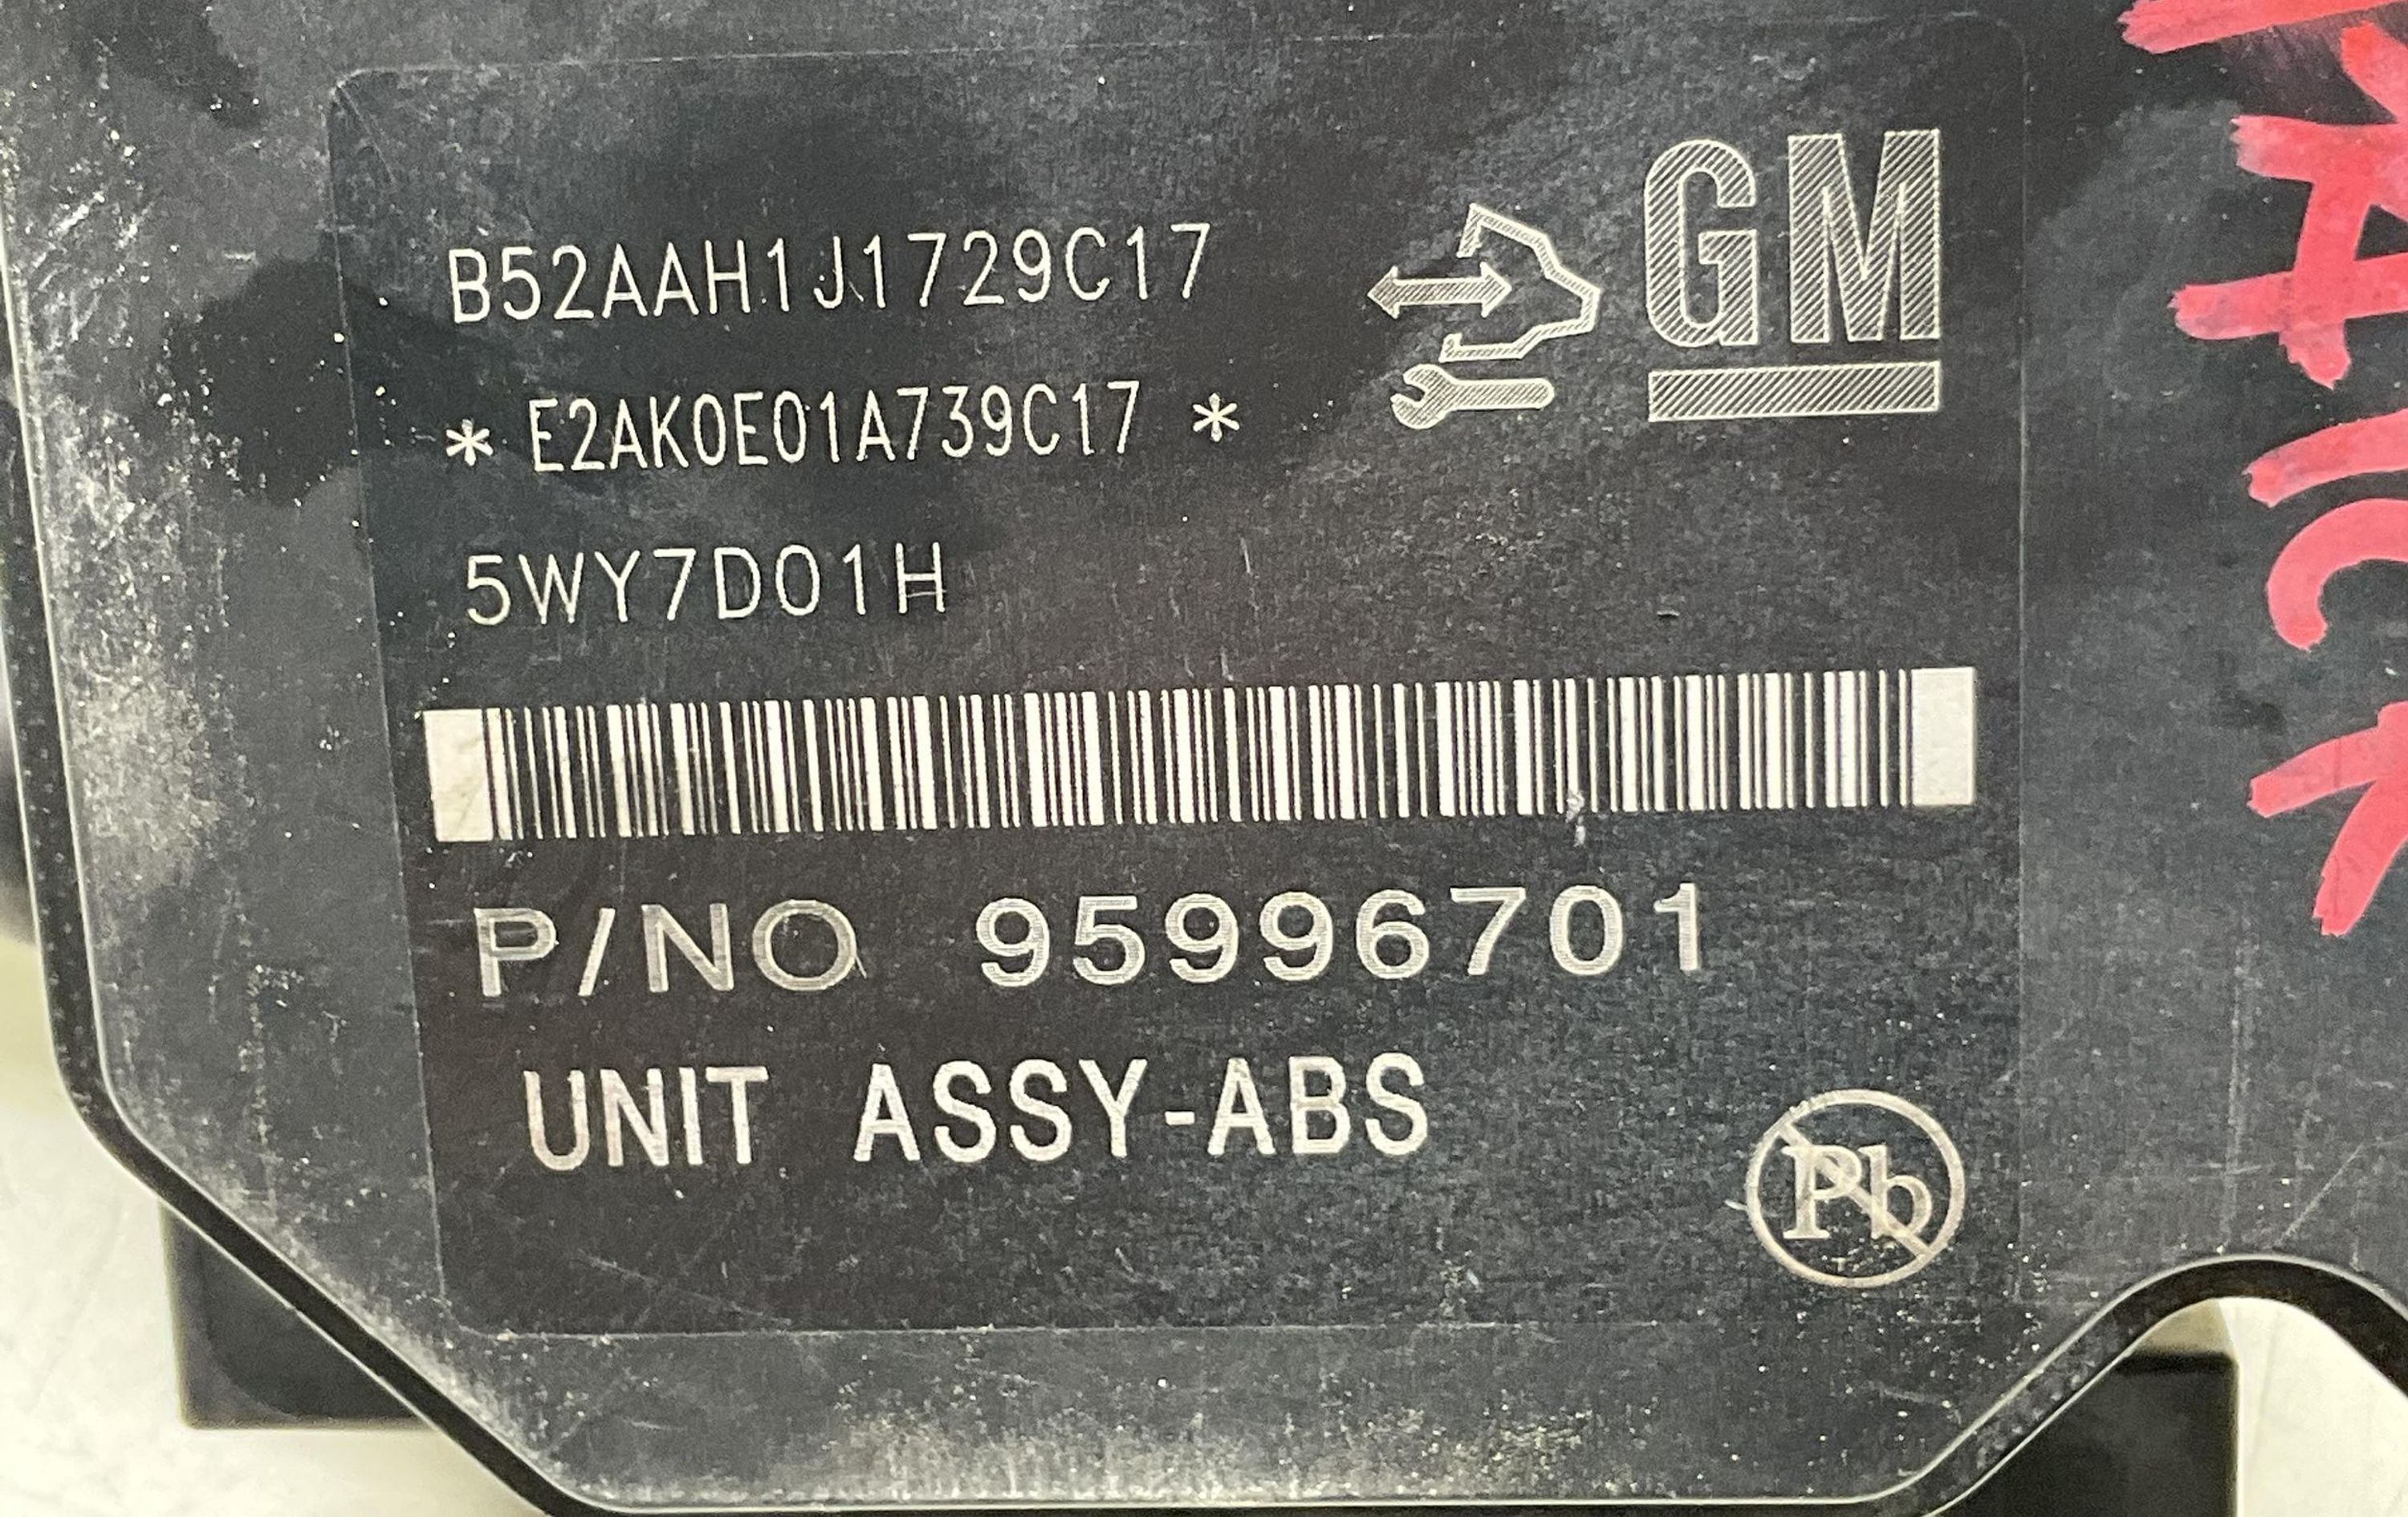 B52AAH1J1729C17
* E2AK0E01A739C17 *
5WY7D01H
GM
P/NO 95996701
UNIT ASSY-ABS
Pb